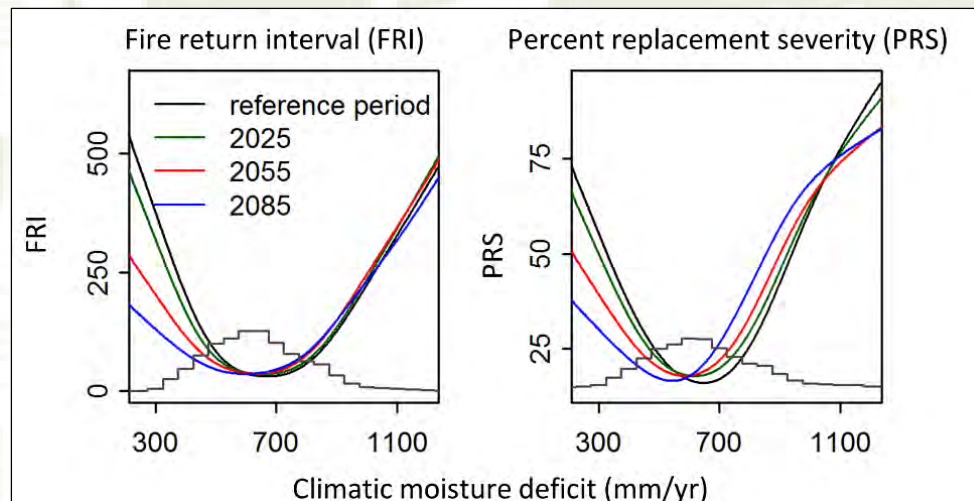 Fire return interval (FRI)
Percent replacement severity (PRS)
reference period
2025
2055
2085
FRI
500
250
0
300
700
1100
PRS
75
50
25
300
700
1100
Climatic moisture deficit (mm/yr)